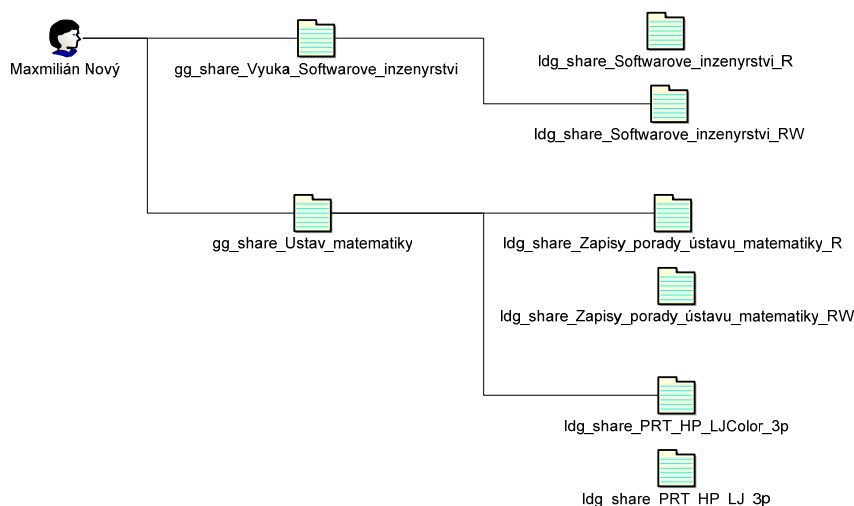 Maxmilián Nový
gg_share_Vyuka_Softwarove_inzenyrstvi
ldg_share_Softwarove_inzenyrstvi_R
ldg_share_Softwarove_inzenyrstvi_RW
gg_share_Ustav_matematiky
ldg_share_Zapisy_porady_ústavu_matematiky_R
ldg_share_Zapisy_porady_ústavu_matematiky_RW
ldg_share_PRT_HP_LJColor_3p
ldg_share_PRT_HP_LJ_3p